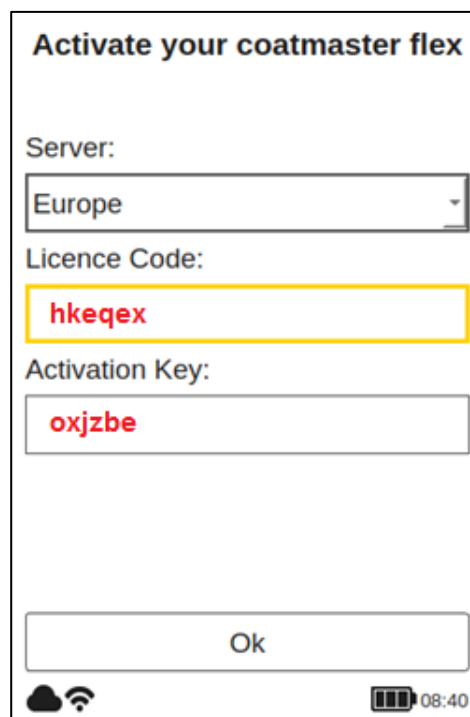 Activate your coatmaster flex
Server:
Europe
Licence Code:
hkeqex
Activation Key:
oxjzbe
Ok
08:40